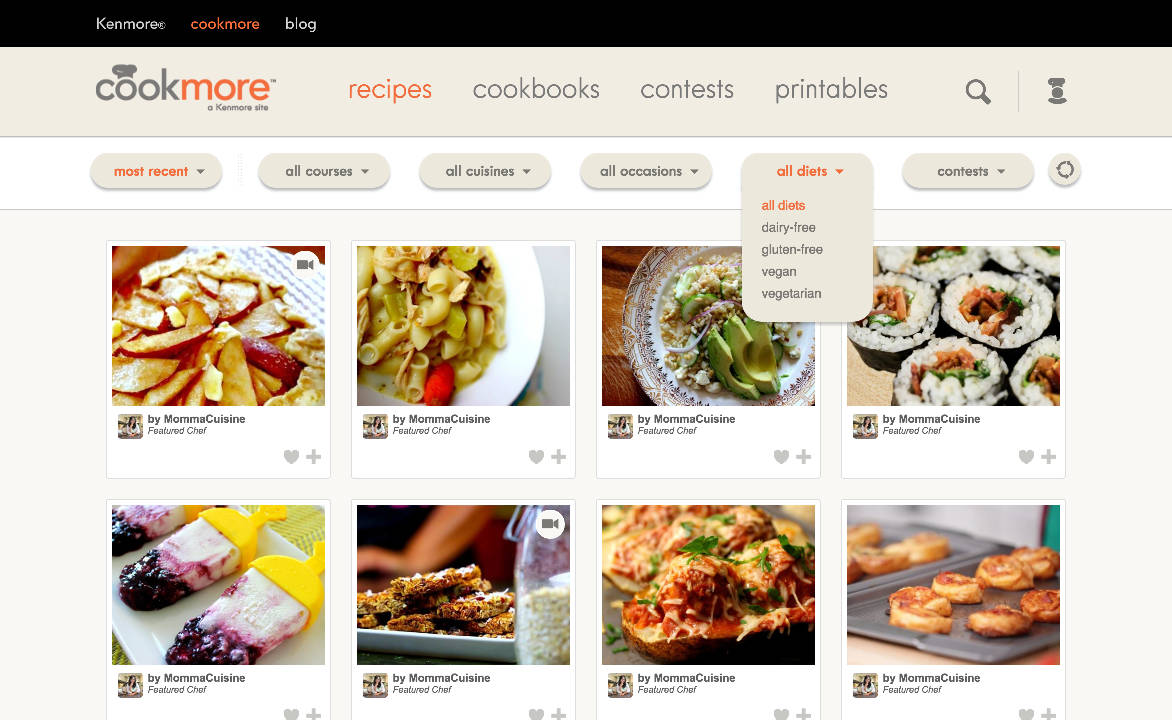 Kenmore® cookmore blog
cookmore™
a Kenmore site
recipes cookbooks contests printables
most recent all courses all cuisines all occasions all diets contests
all diets
dairy-free
gluten-free
vegan
vegetarian
by MommaCuisine
Featured Chef
by MommaCuisine
Featured Chef
by MommaCuisine
Featured Chef
by MommaCuisine
Featured Chef
by MommaCuisine
Featured Chef
by MommaCuisine
Featured Chef
by MommaCuisine
Featured Chef
by MommaCuisine
Featured Chef